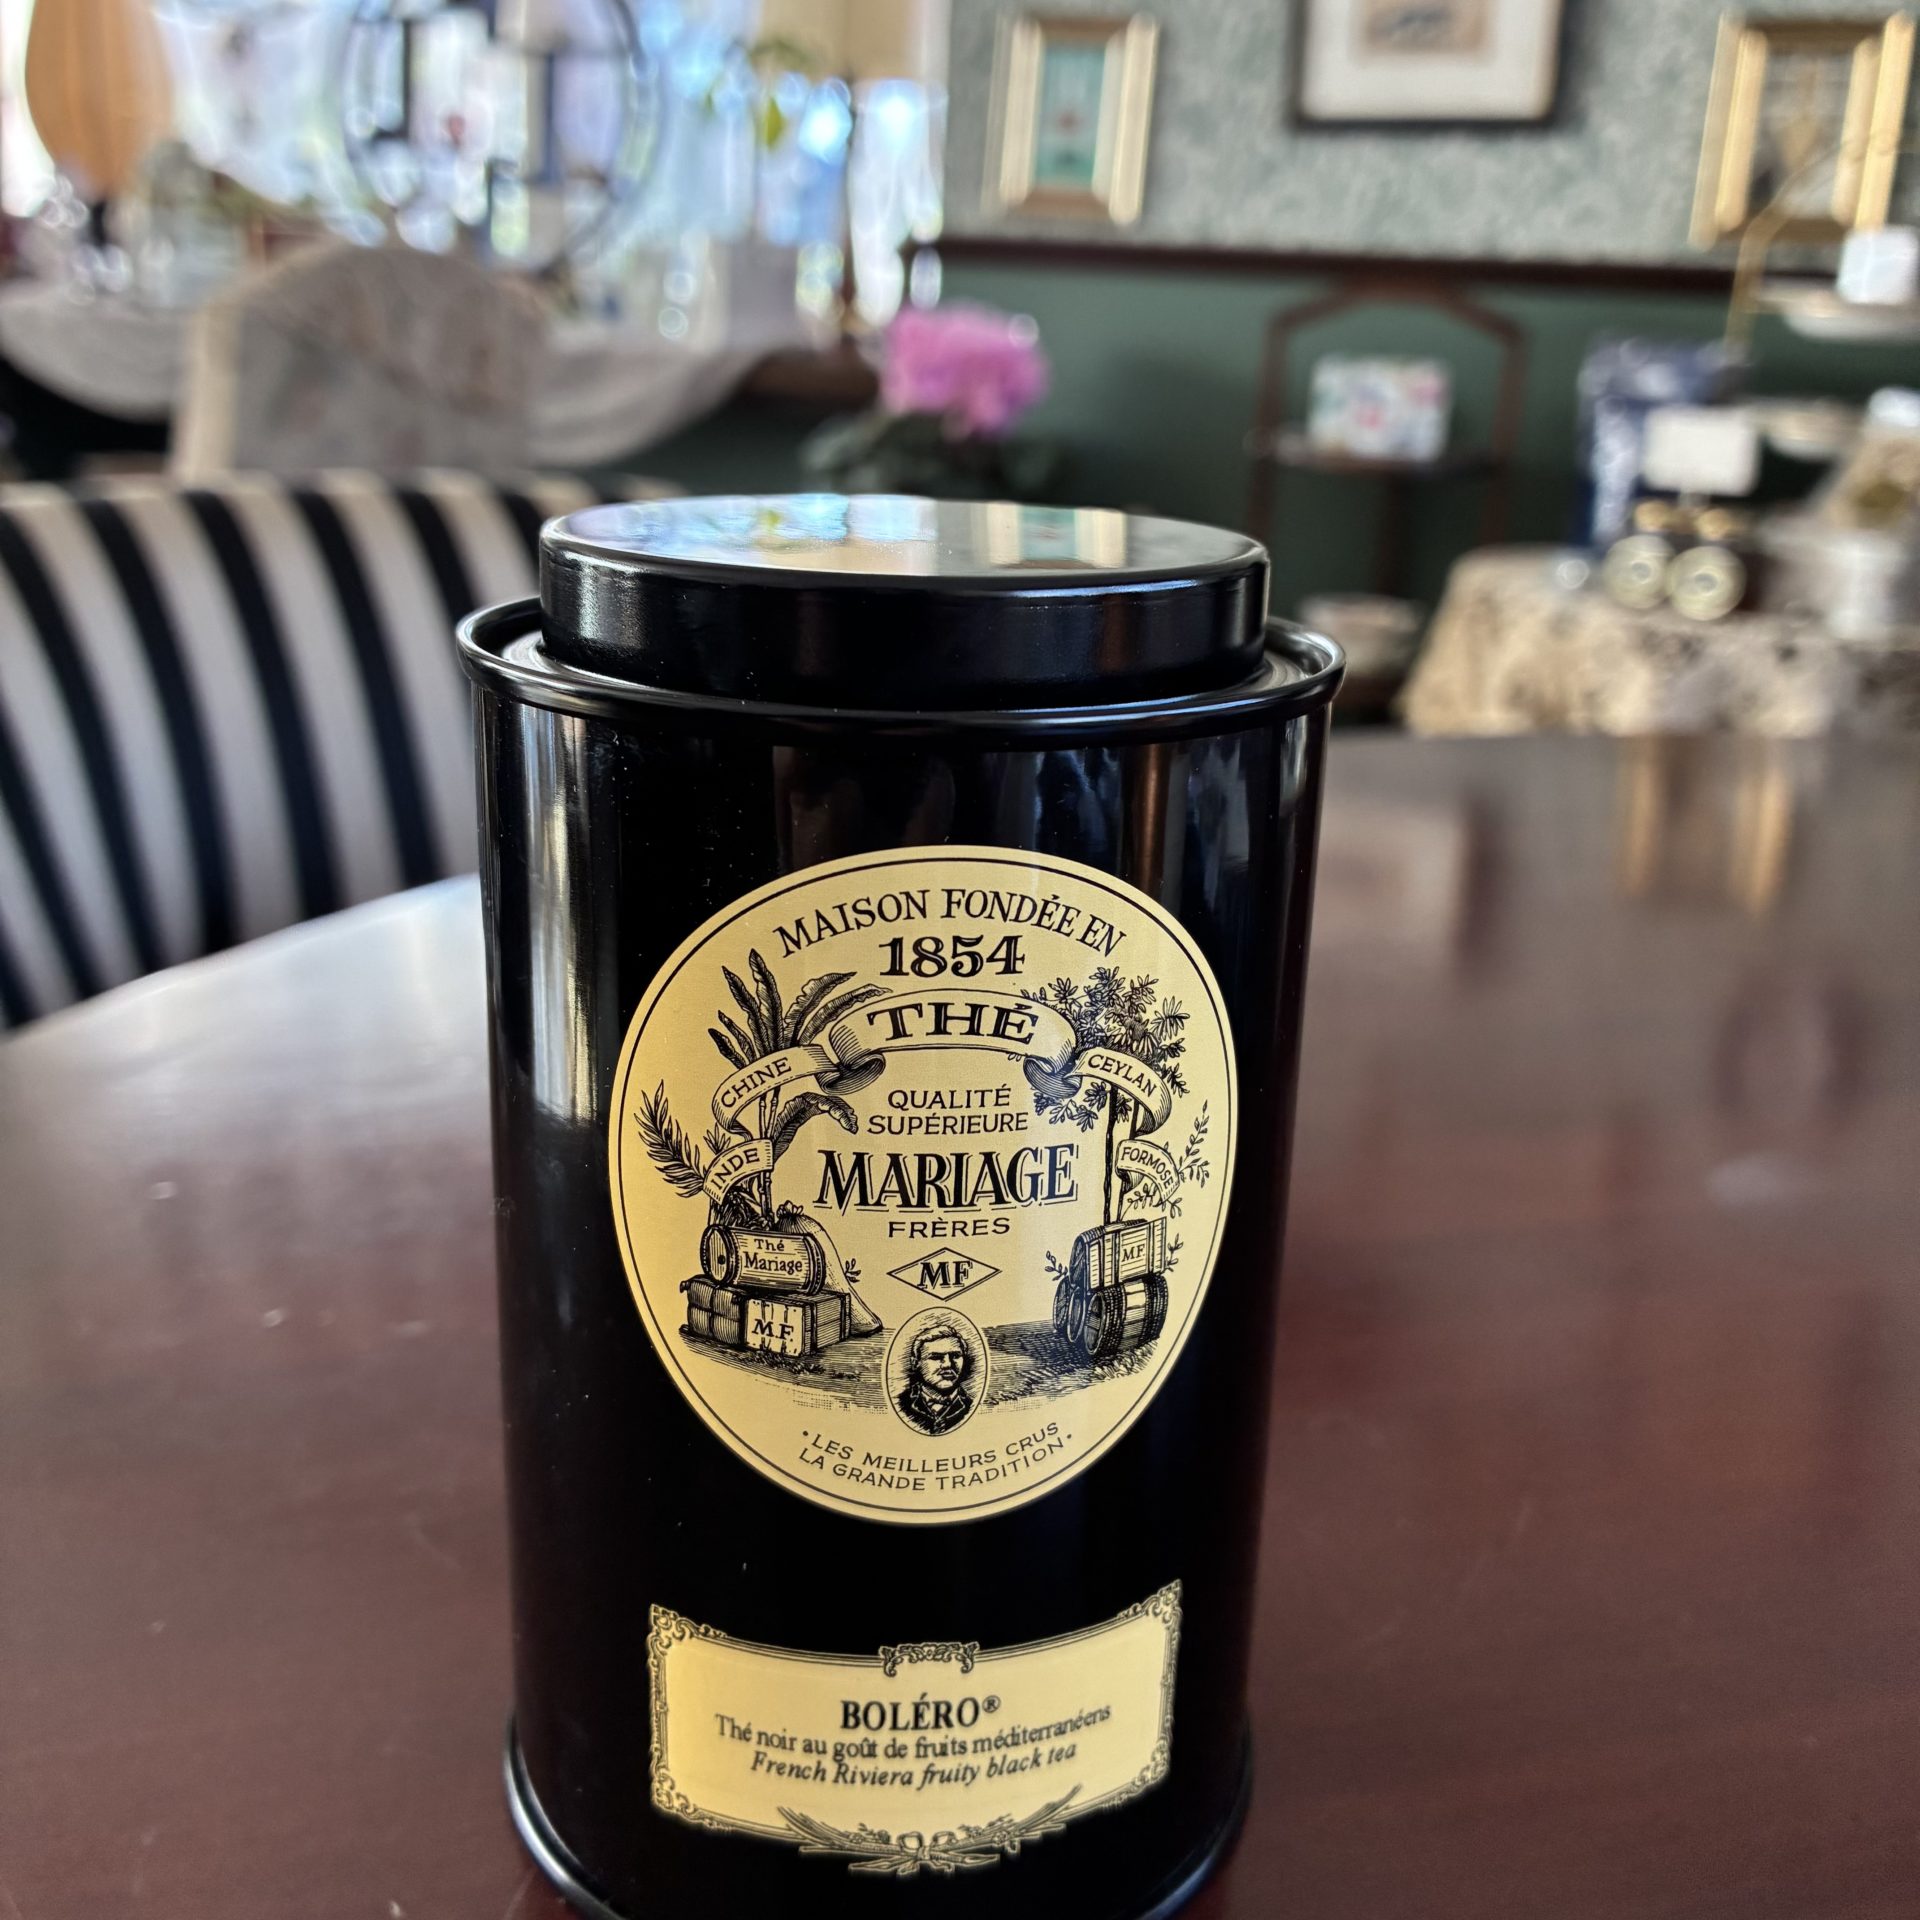 MAISON FONDÉE EN
1854
THÉ
CHINE
CEYLAN
QUALITÉ
SUPÉRIEURE
INDE
FORMOSE
MARIAGE
FRÈRES
Thé
Mariage
MF
MF
M.F.
• LES MEILLEURS CRUS
LA GRANDE TRADITION •
BOLÉRO®
Thé noir au goût de fruits méditerranéens
French Riviera fruity black tea